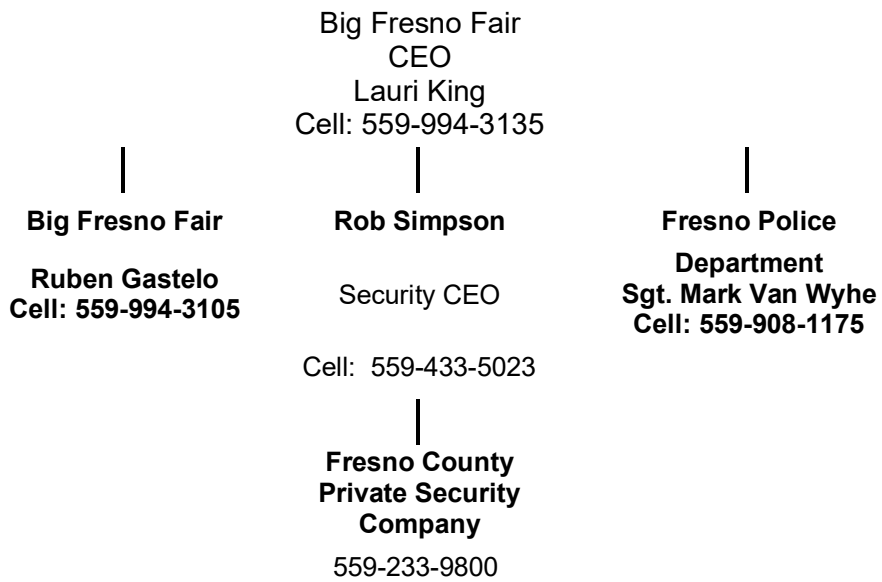 Big Fresno Fair
CEO
Lauri King
Cell: 559-994-3135
Big Fresno Fair
Ruben Gastelo
Cell: 559-994-3105
Rob Simpson
Security CEO
Cell: 559-433-5023
Fresno Police
Department
Sgt. Mark Van Wyhe
Cell: 559-908-1175
Fresno County
Private Security
Company
559-233-9800